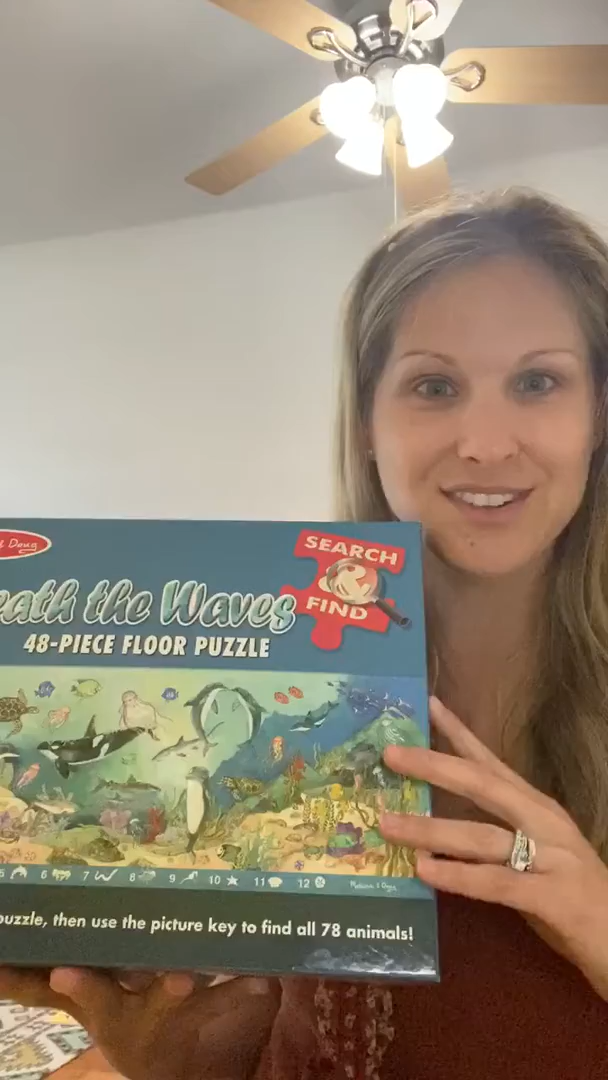 Doug
SEARCH
&
FIND
the Waves
48-PIECE FLOOR PUZZLE
5 6 7 8 9 10 11 12
puzzle, then use the picture key to find all 78 animals!